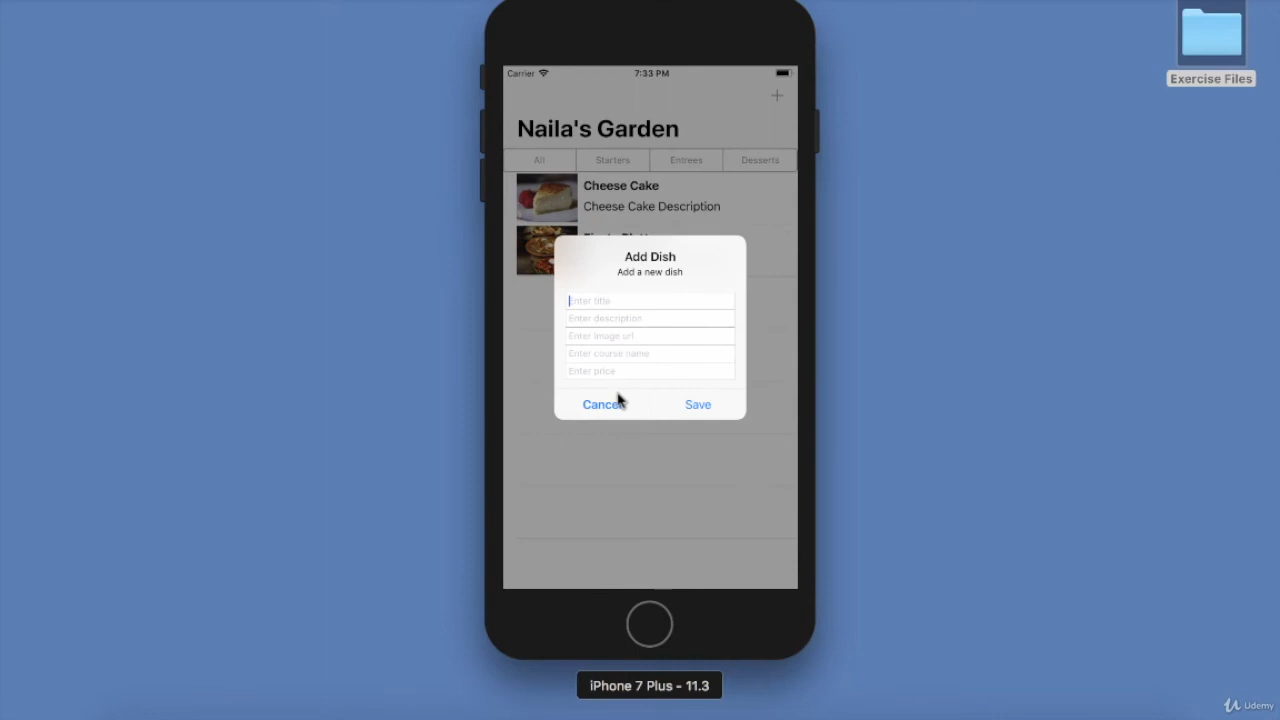 Exercise Files
Carrier 7:33 PM
+
Naila's Garden
All Starters Entrees Desserts
Cheese Cake
Cheese Cake Description
Add Dish
Add a new dish
Enter title
Enter description
Enter image url
Enter course name
Enter price
Cancel Save
iPhone 7 Plus - 11.3
Udemy